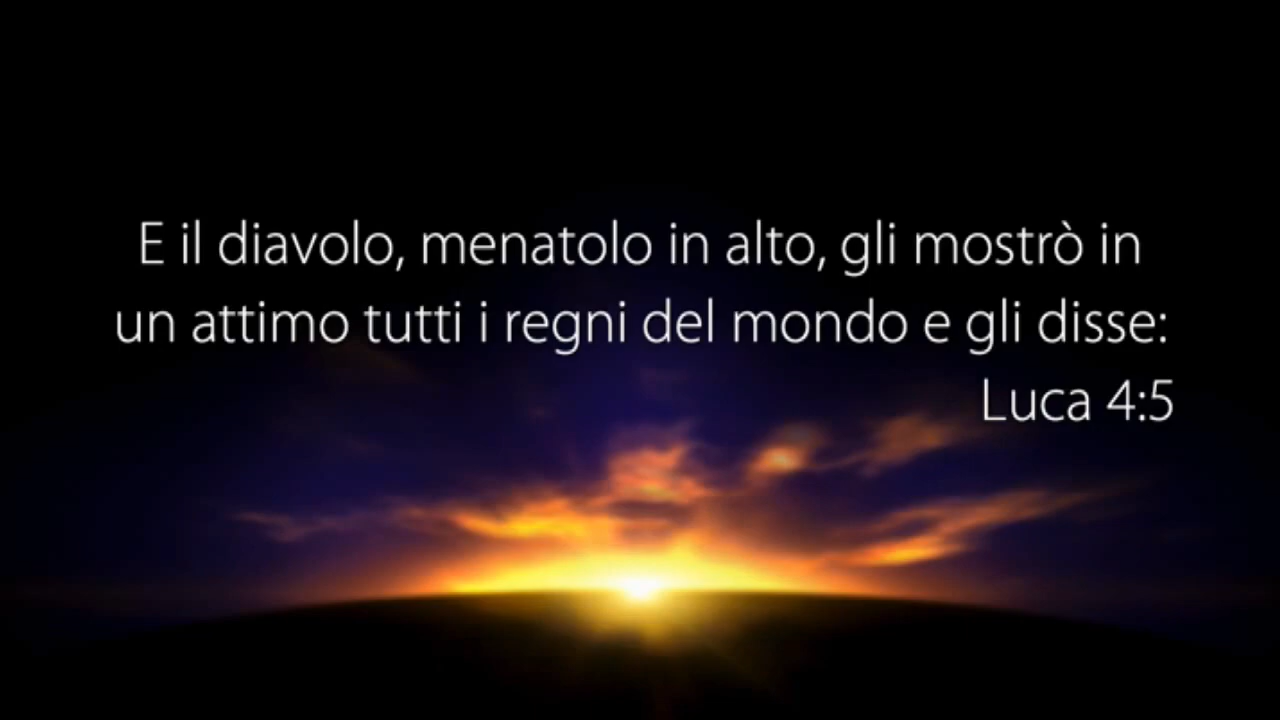 E il diavolo, menatolo in alto, gli mostrò in
un attimo tutti i regni del mondo e gli disse:
Luca 4:5